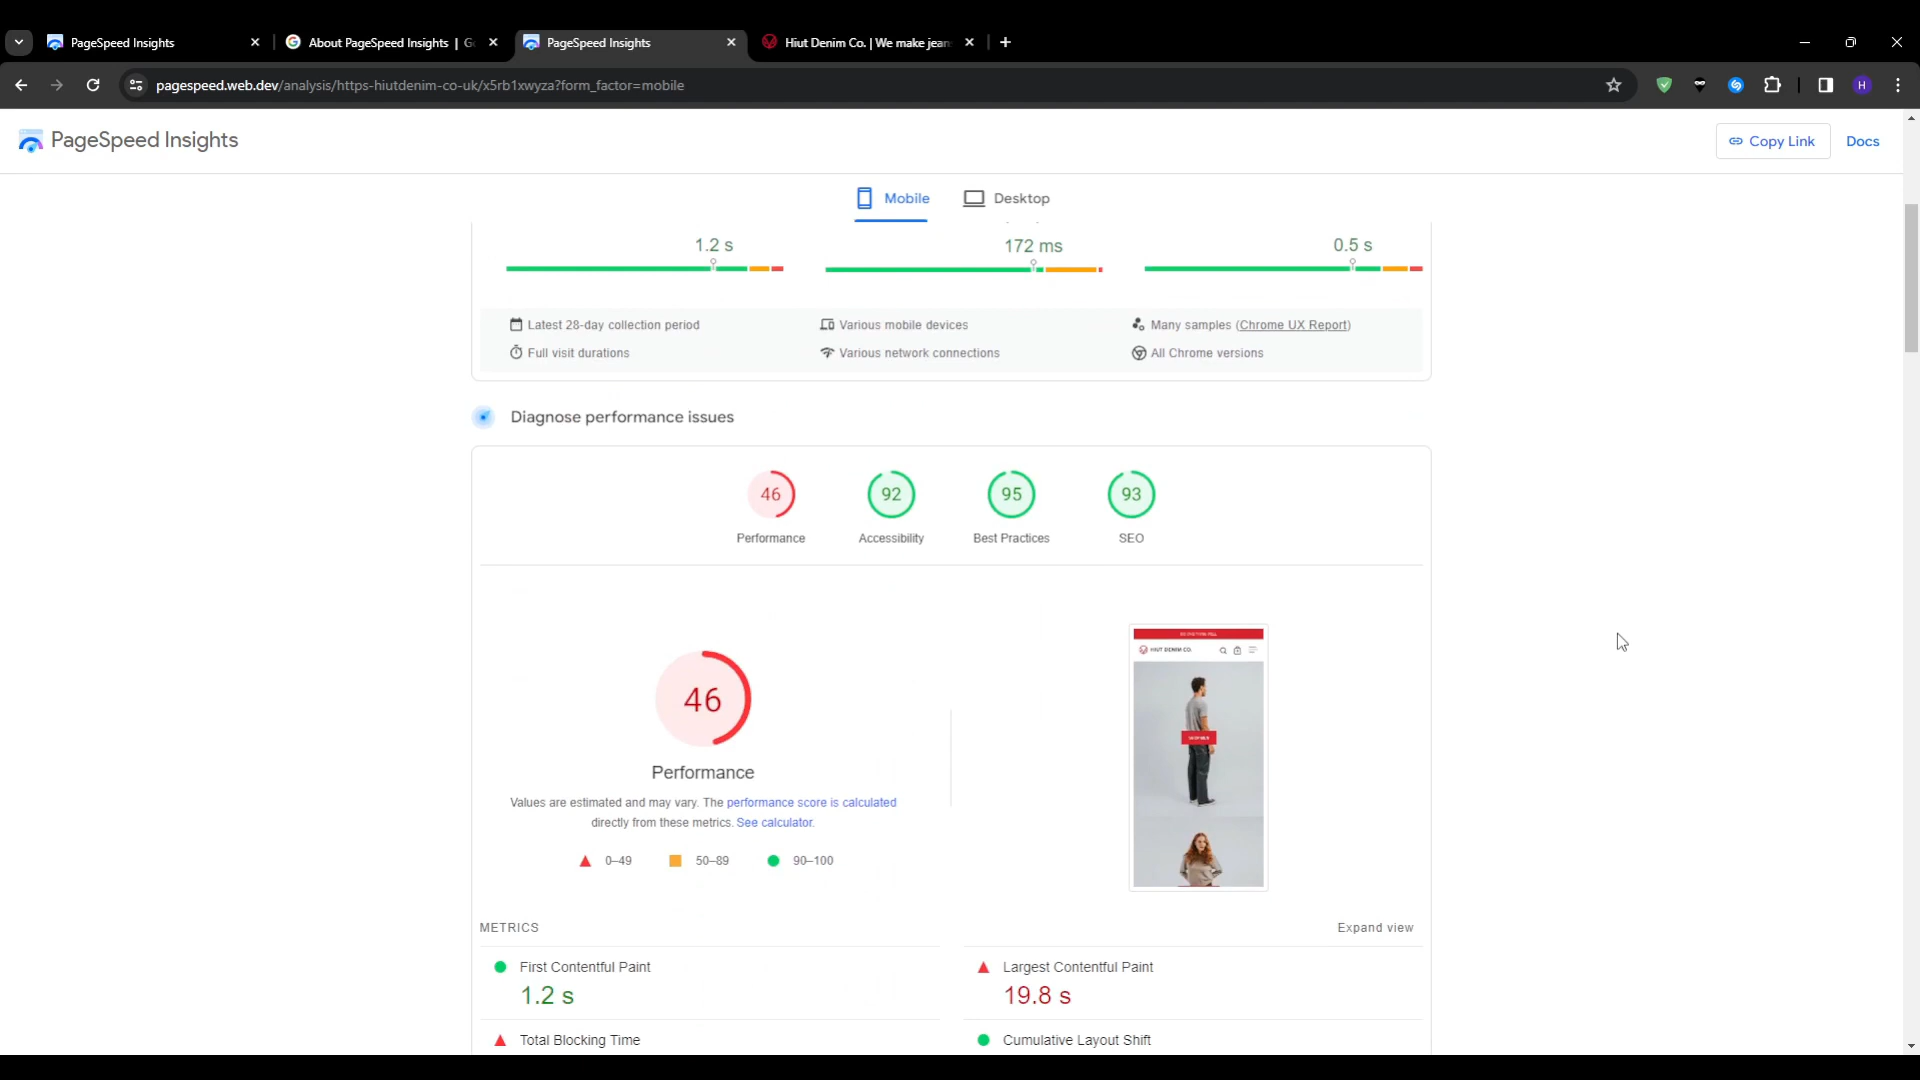 PageSpeed Insights
About PageSpeed Insights | G
PageSpeed Insights
Hiut Denim Co. | We make jean
pagespeed.web.dev/analysis/https-hiutdenim-co-uk/x5rb1xwyza?form_factor=mobile
H
PageSpeed Insights
Copy Link
Docs
Mobile
Desktop
1.2 s
172 ms
0.5 s
Latest 28-day collection period
Various mobile devices
Many samples (Chrome UX Report)
Full visit durations
Various network connections
All Chrome versions
Diagnose performance issues
46
92
95
93
Performance
Accessibility
Best Practices
SEO
46
HIUT DENIM CO.
Performance
Values are estimated and may vary. The performance score is calculated
directly from these metrics. See calculator.
0–49
50–89
90–100
METRICS
Expand view
First Contentful Paint
1.2 s
Largest Contentful Paint
19.8 s
Total Blocking Time
Cumulative Layout Shift